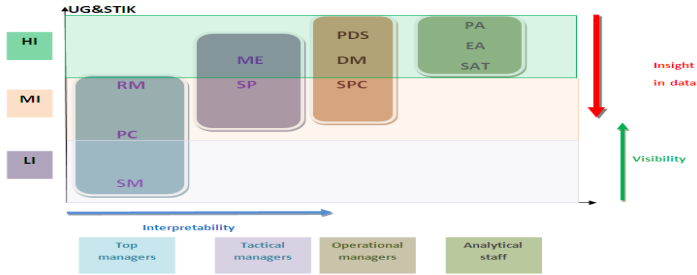 UG&STIK
HI
MI
LI
RM
PC
SM
ME
SP
PDS
DM
SPC
PA
EA
SAT
Insight
in data
Visibility
Interpretability
Top
managers
Tactical
managers
Operational
managers
Analytical
staff